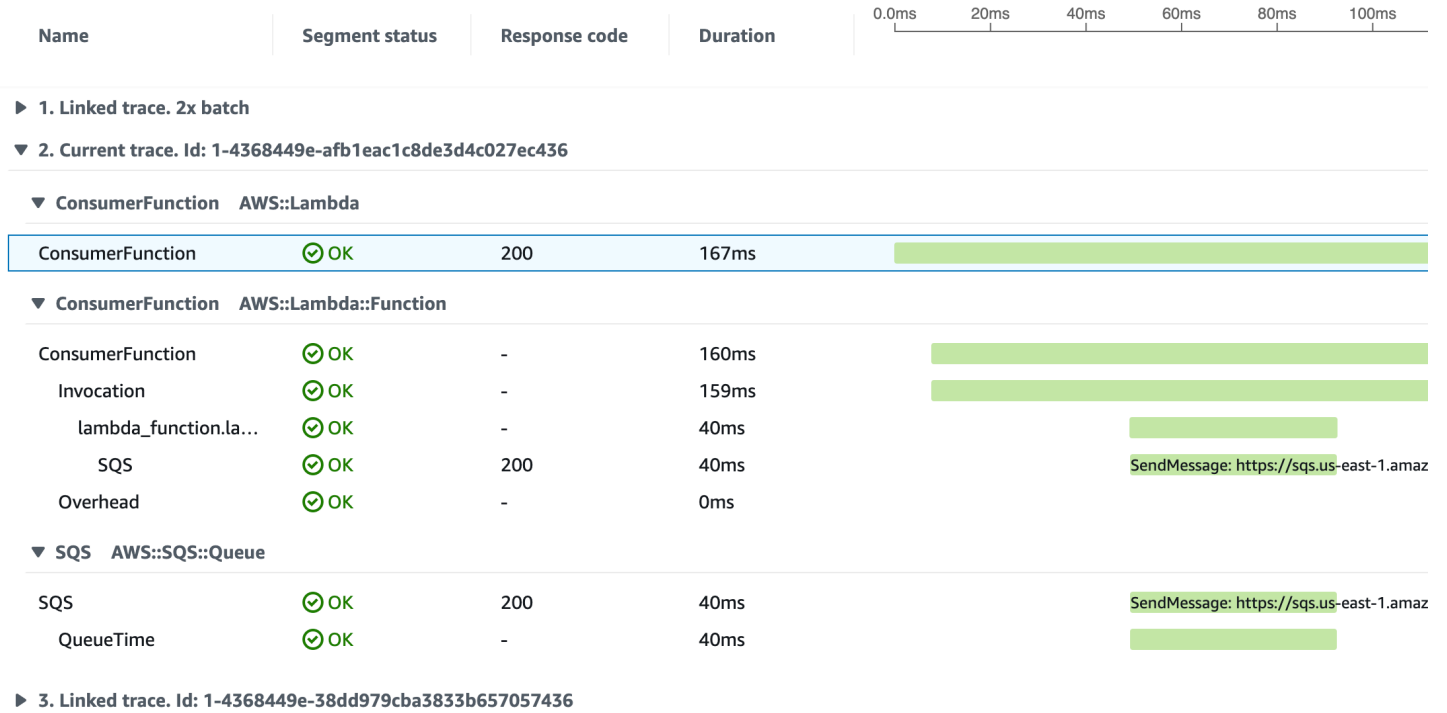 0.0ms 20ms 40ms 60ms 80ms 100ms
Name Segment status Response code Duration
1. Linked trace. 2x batch
2. Current trace. Id: 1-4368449e-afb1eac1c8de3d4c027ec436
ConsumerFunction AWS::Lambda
ConsumerFunction OK 200 167ms
ConsumerFunction AWS::Lambda::Function
ConsumerFunction OK - 160ms
Invocation OK - 159ms
lambda_function.la... OK - 40ms
SQS OK 200 40ms SendMessage: https://sqs.us-east-1.amaz
Overhead OK - 0ms
SQS AWS::SQS::Queue
SQS OK 200 40ms SendMessage: https://sqs.us-east-1.amaz
QueueTime OK - 40ms
3. Linked trace. Id: 1-4368449e-38dd979cba3833b657057436